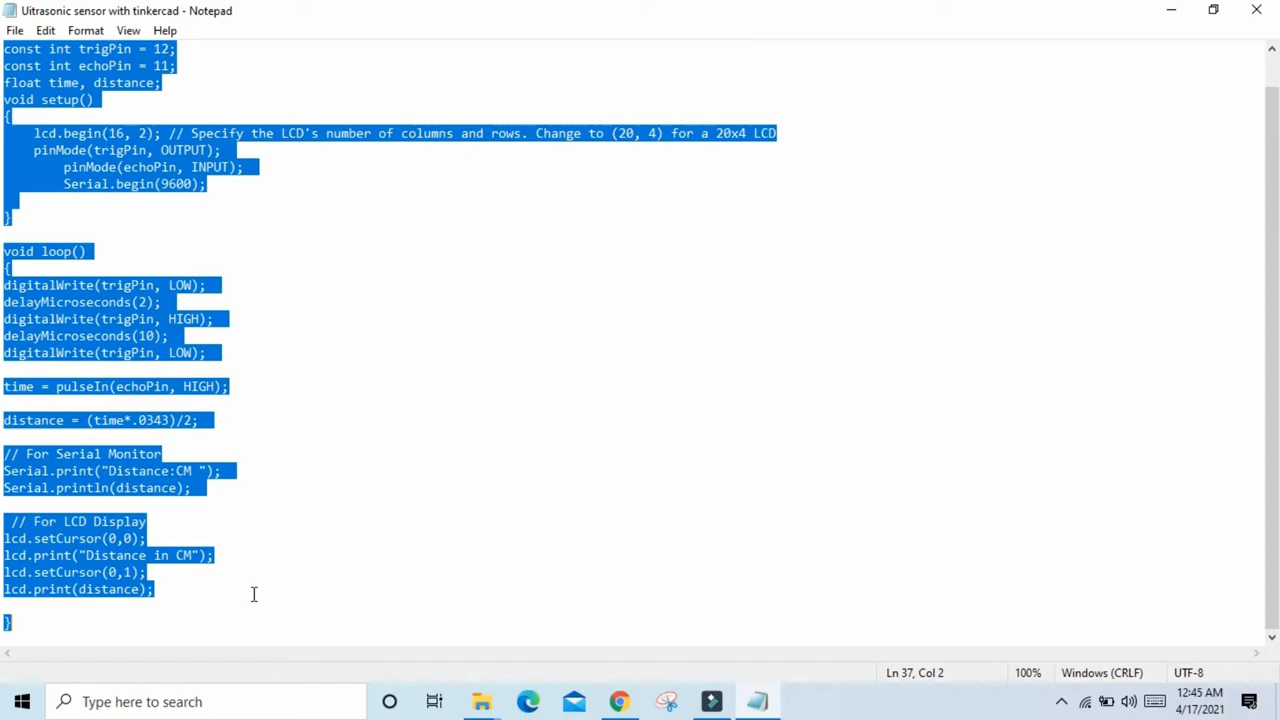 Uitrasonic sensor with tinkercad - Notepad
File Edit Format View Help
const int trigPin = 12;
const int echoPin = 11;
float time, distance;
void setup()
{
lcd.begin(16, 2); // Specify the LCD's number of columns and rows. Change to (20, 4) for a 20x4 LCD
pinMode(trigPin, OUTPUT);
pinMode(echoPin, INPUT);
Serial.begin(9600);
}
void loop()
{
digitalWrite(trigPin, LOW);
delayMicroseconds(2);
digitalWrite(trigPin, HIGH);
delayMicroseconds(10);
digitalWrite(trigPin, LOW);
time = pulseIn(echoPin, HIGH);
distance = (time*.0343)/2;
// For Serial Monitor
Serial.print("Distance:CM ");
Serial.println(distance);
// For LCD Display
lcd.setCursor(0,0);
lcd.print("Distance in CM");
lcd.setCursor(0,1);
lcd.print(distance);
}
Ln 37, Col 2 100% Windows (CRLF) UTF-8
Type here to search
12:45 AM
4/17/2021